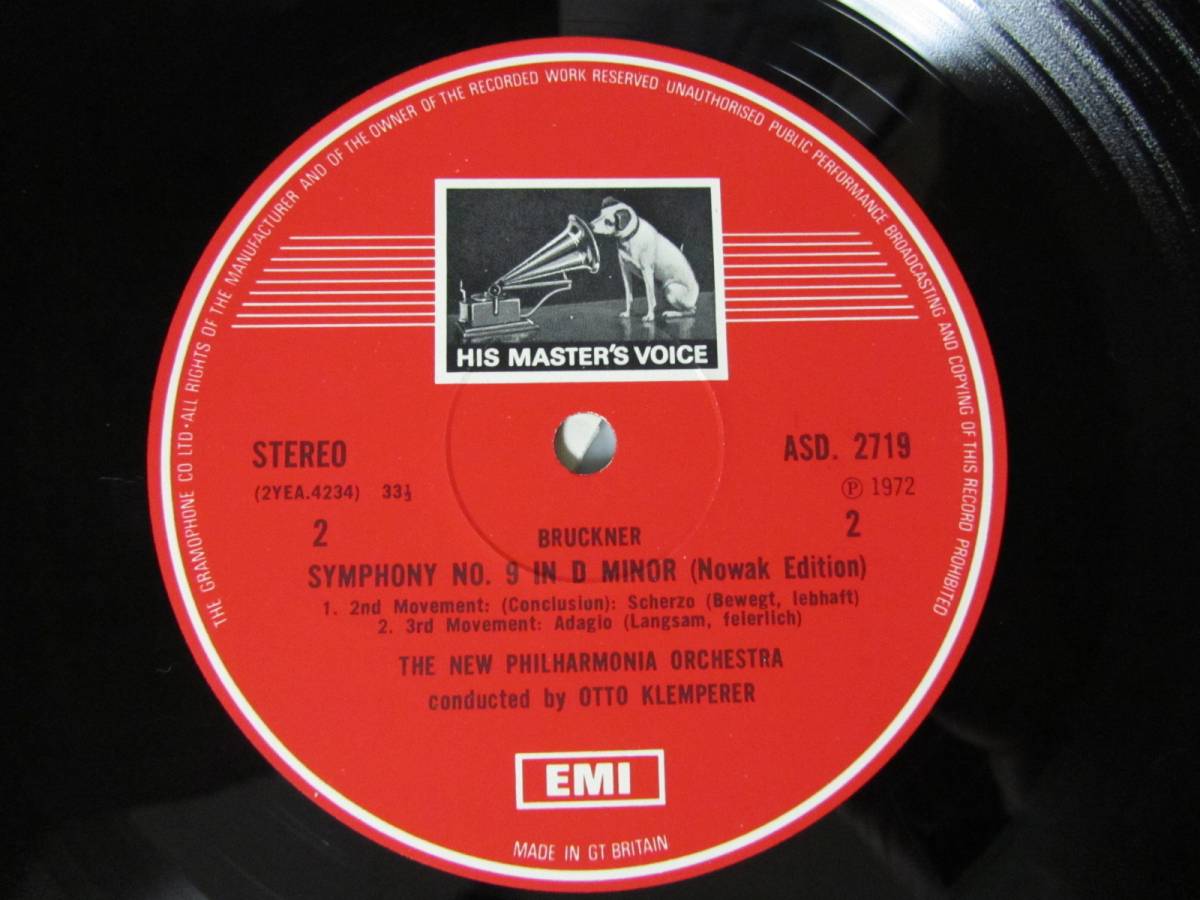 THE GRAMOPHONE CO LTD·ALL RIGHTS OF THE MANUFACTURER AND OF THE OWNER OF THE RECORDED WORK RESERVED UNAUTHORISED PUBLIC PERFORMANCE BROADCASTING AND COPYING OF THIS RECORD PROHIBITED
HIS MASTER'S VOICE
STEREO
ASD. 2719
(2YEA.4234) 33⅓
Ⓟ 1972
2
2
BRUCKNER
SYMPHONY NO. 9 IN D MINOR (Nowak Edition)
1. 2nd Movement: (Conclusion): Scherzo (Bewegt, lebhaft)
2. 3rd Movement: Adagio (Langsam, feierlich)
THE NEW PHILHARMONIA ORCHESTRA
conducted by OTTO KLEMPERER
EMI
MADE IN GT BRITAIN